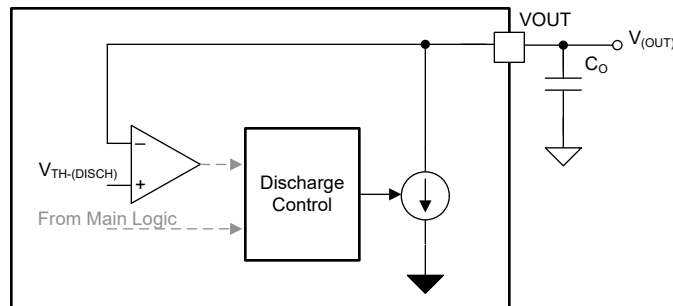 VOUT
V(OUT)
CO
−
VTH-(DISCH)
+
Discharge
Control
From Main Logic